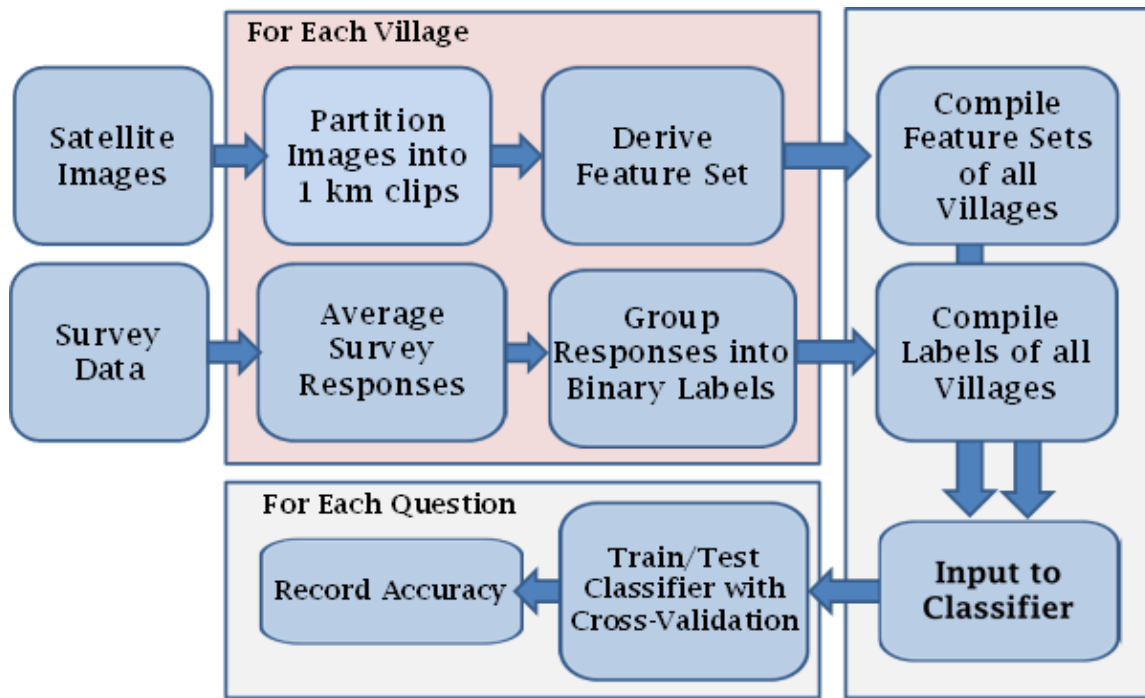 For Each Village
Satellite
Images
Partition
Images into
1 km clips
Derive
Feature Set
Compile
Feature Sets
of all
Villages
Survey
Data
Average
Survey
Responses
Group
Responses into
Binary Labels
Compile
Labels of all
Villages
For Each Question
Record Accuracy
Train/Test
Classifier with
Cross-Validation
Input to
Classifier